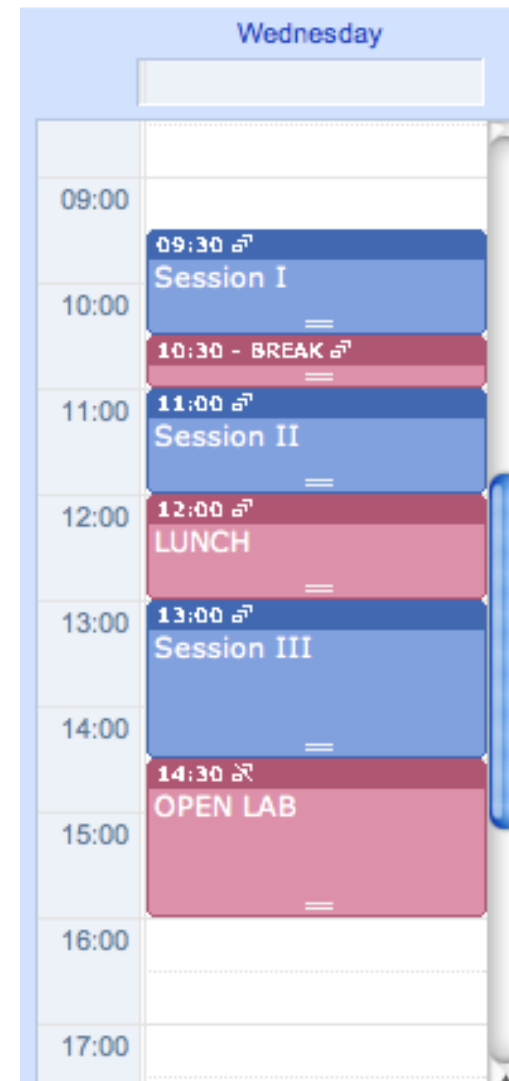 Wednesday
09:00
09:30
Session I
10:00
10:30 - BREAK
11:00
11:00
Session II
12:00
12:00
LUNCH
13:00
13:00
Session III
14:00
14:30
OPEN LAB
15:00
16:00
17:00